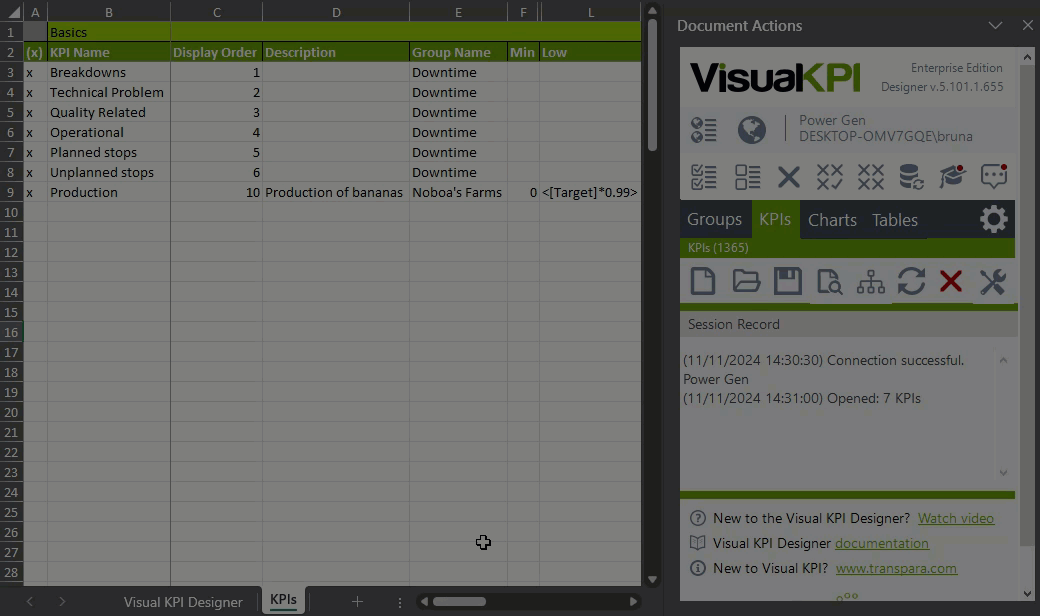 A B C D E F L
1 Basics
2 (x) KPI Name Display Order Description Group Name Min Low
3 x Breakdowns 1 Downtime
4 x Technical Problem 2 Downtime
5 x Quality Related 3 Downtime
6 x Operational 4 Downtime
7 x Planned stops 5 Downtime
8 x Unplanned stops 6 Downtime
9 x Production 10 Production of bananas Noboa's Farms 0 <[Target]*0.99>
10
11
12
13
14
15
16
17
18
19
20
21
22
23
24
25
26
27
28
Visual KPI Designer KPIs
Document Actions
VisualKPI
Enterprise Edition
Designer v.5.101.1.655
Power Gen
DESKTOP-OMV7GQE\bruna
Groups KPIs Charts Tables
KPIs (1365)
Session Record
(11/11/2024 14:30:30) Connection successful.
Power Gen
(11/11/2024 14:31:00) Opened: 7 KPIs
New to the Visual KPI Designer? Watch video
Visual KPI Designer documentation
New to Visual KPI? www.transpara.com